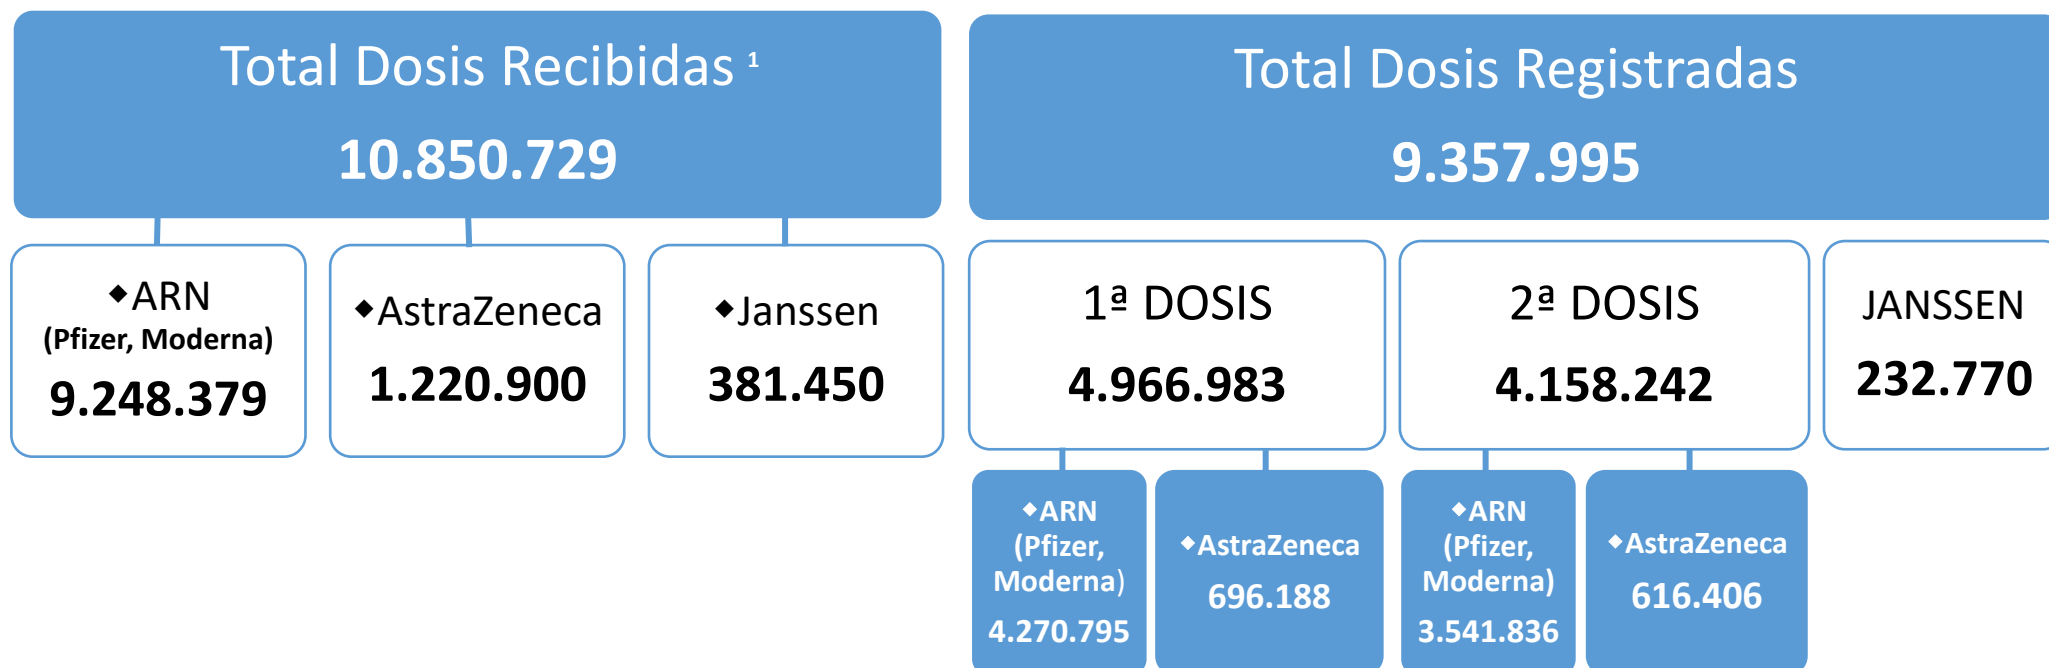 Total Dosis Recibidas ¹
10.850.729
◆ARN
(Pfizer, Moderna)
9.248.379
◆AstraZeneca
1.220.900
◆Janssen
381.450
Total Dosis Registradas
9.357.995
1ª DOSIS
4.966.983
◆ARN
(Pfizer,
Moderna)
4.270.795
◆AstraZeneca
696.188
2ª DOSIS
4.158.242
◆ARN
(Pfizer,
Moderna)
3.541.836
◆AstraZeneca
616.406
JANSSEN
232.770